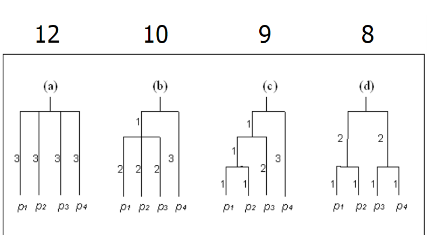 12 10 9 8
(a) (b) (c) (d)
1 1
2 2
3 3 3 3 2 2 2 3 1 2 3
1 1 1 1 1 1
p1 p2 p3 p4 p1 p2 p3 p4 p1 p2 p3 p4 p1 p2 p3 p4